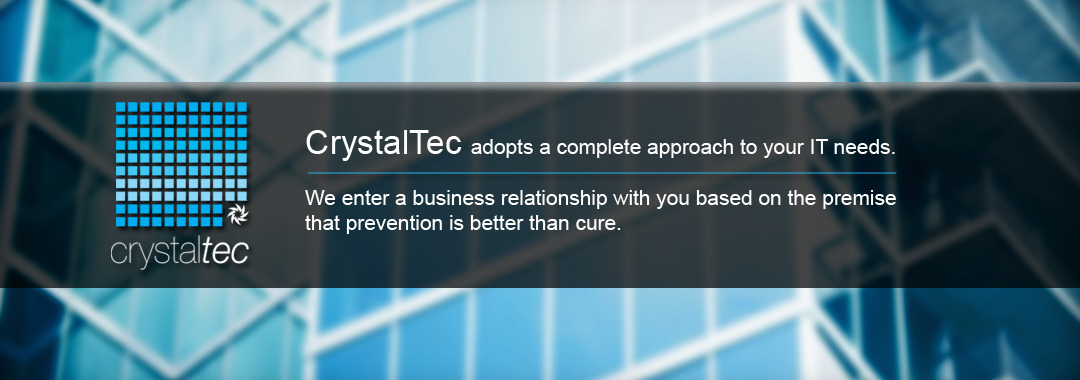 crystaltec
CrystalTec adopts a complete approach to your IT needs.
We enter a business relationship with you based on the premise
that prevention is better than cure.